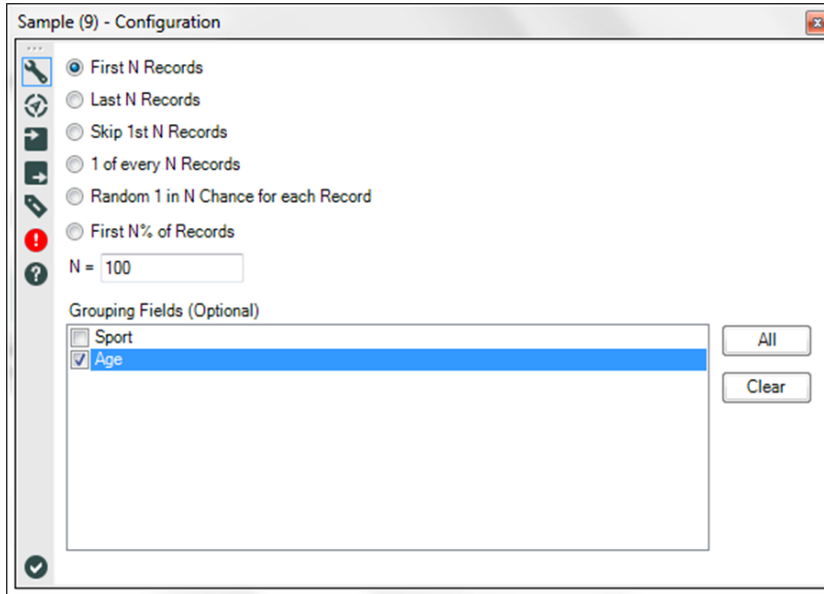 Sample (9) - Configuration
First N Records
Last N Records
Skip 1st N Records
1 of every N Records
Random 1 in N Chance for each Record
First N% of Records
N = 100
Grouping Fields (Optional)
Sport
Age
All
Clear